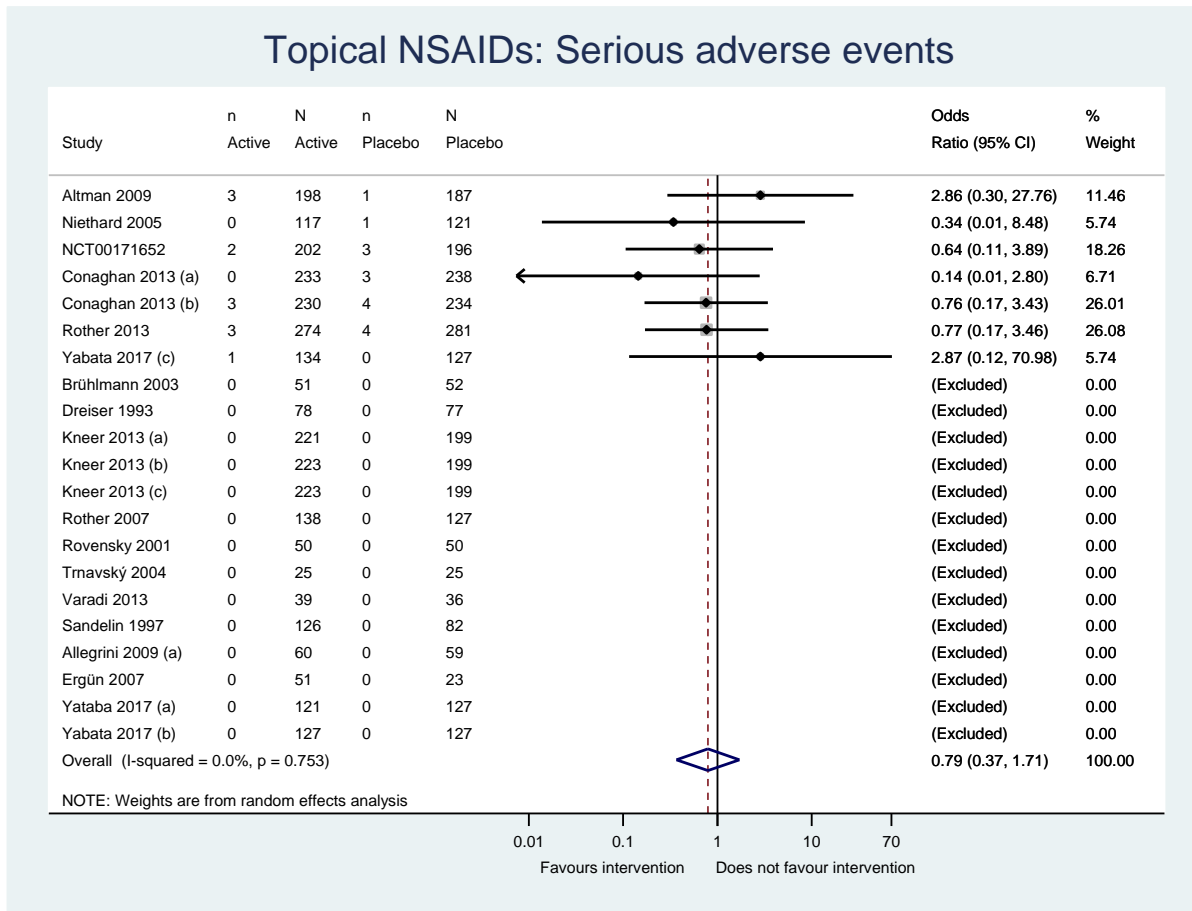 Topical NSAIDs: Serious adverse events
n N n N Odds %
Study Active Active Placebo Placebo Ratio (95% CI) Weight
Altman 2009 3 198 1 187 2.86 (0.30, 27.76) 11.46
Niethard 2005 0 117 1 121 0.34 (0.01, 8.48) 5.74
NCT00171652 2 202 3 196 0.64 (0.11, 3.89) 18.26
Conaghan 2013 (a) 0 233 3 238 0.14 (0.01, 2.80) 6.71
Conaghan 2013 (b) 3 230 4 234 0.76 (0.17, 3.43) 26.01
Rother 2013 3 274 4 281 0.77 (0.17, 3.46) 26.08
Yabata 2017 (c) 1 134 0 127 2.87 (0.12, 70.98) 5.74
Brühlmann 2003 0 51 0 52 (Excluded) 0.00
Dreiser 1993 0 78 0 77 (Excluded) 0.00
Kneer 2013 (a) 0 221 0 199 (Excluded) 0.00
Kneer 2013 (b) 0 223 0 199 (Excluded) 0.00
Kneer 2013 (c) 0 223 0 199 (Excluded) 0.00
Rother 2007 0 138 0 127 (Excluded) 0.00
Rovensky 2001 0 50 0 50 (Excluded) 0.00
Trnavský 2004 0 25 0 25 (Excluded) 0.00
Varadi 2013 0 39 0 36 (Excluded) 0.00
Sandelin 1997 0 126 0 82 (Excluded) 0.00
Allegrini 2009 (a) 0 60 0 59 (Excluded) 0.00
Ergün 2007 0 51 0 23 (Excluded) 0.00
Yataba 2017 (a) 0 121 0 127 (Excluded) 0.00
Yabata 2017 (b) 0 127 0 127 (Excluded) 0.00
Overall (I-squared = 0.0%, p = 0.753) 0.79 (0.37, 1.71) 100.00
NOTE: Weights are from random effects analysis
0.01 0.1 1 10 70
Favours intervention Does not favour intervention